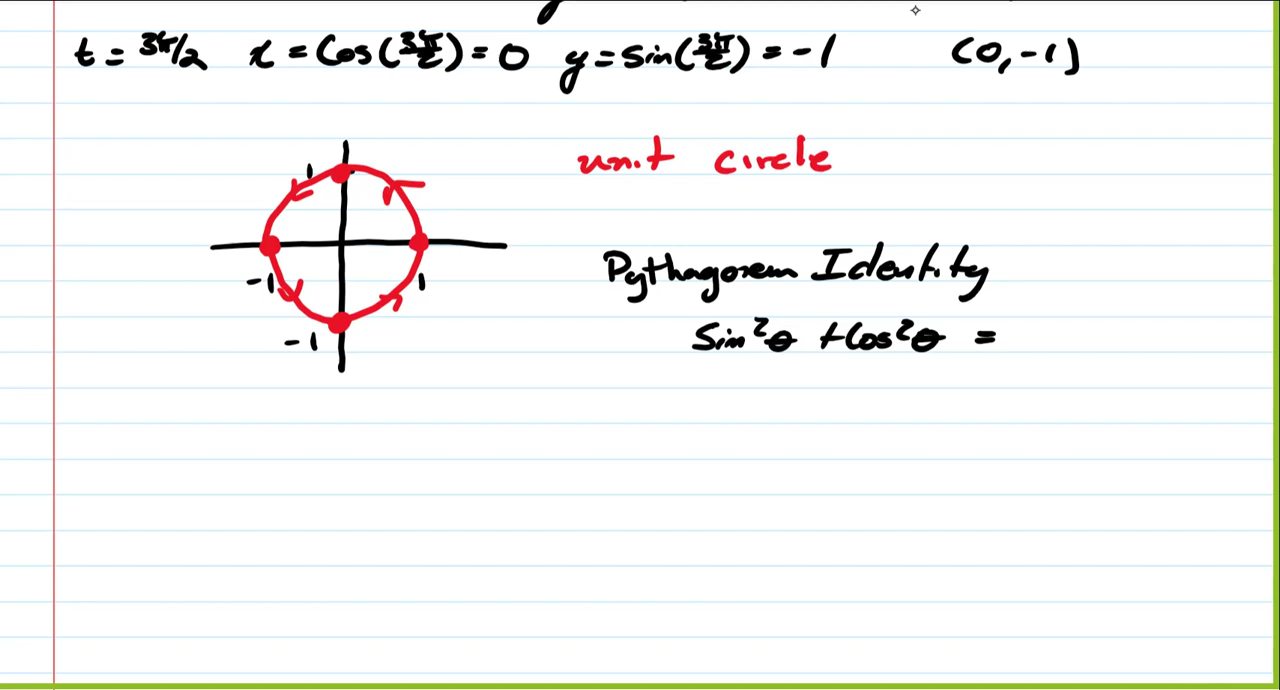 t = 3π/2 x = Cos(3π/2) = 0 y = sin(3π/2) = -1 (0, -1)
unit circle
1
Pythagorem Identity
-1 1
sin²θ + Cos²θ =
-1